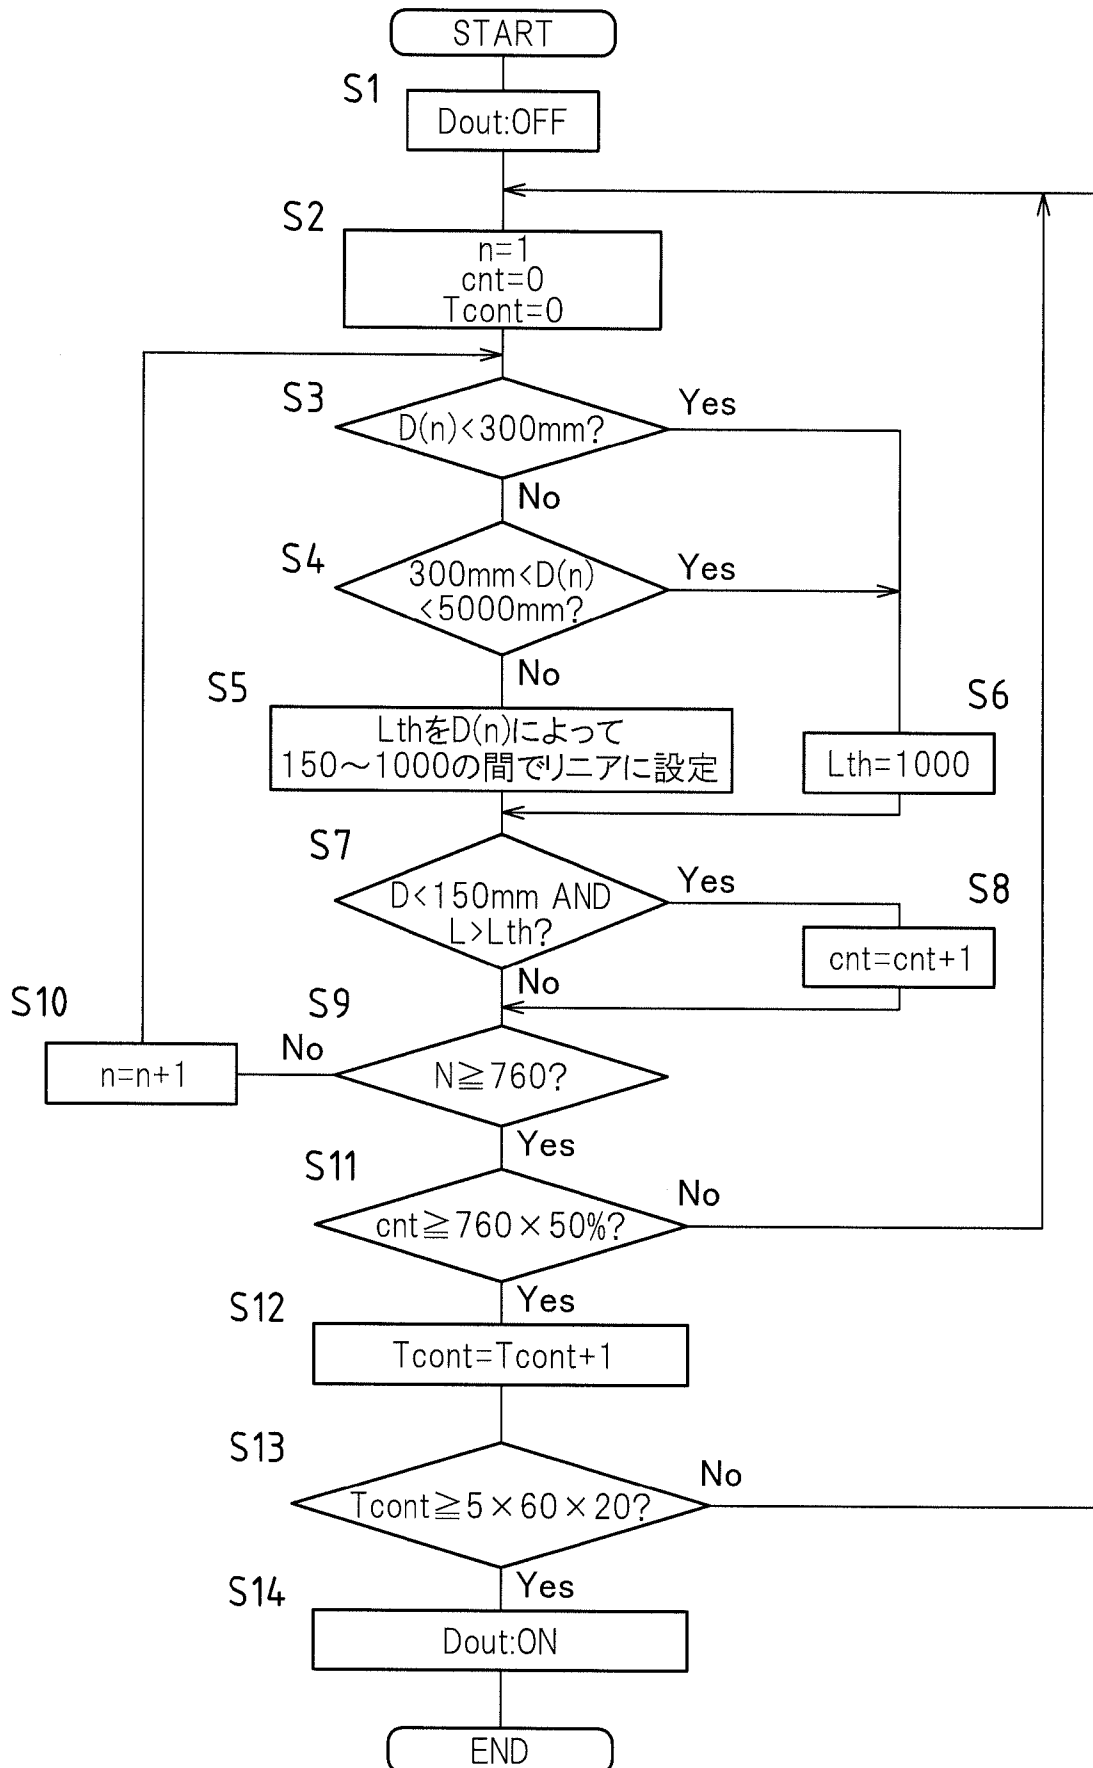 START
S1
Dout:OFF
S2
n=1
cnt=0
Tcont=0
S3
D(n)<300mm?
Yes
No
S4
300mm<D(n)
<5000mm?
Yes
No
S5
LthをD(n)によって
150～1000の間でリニアに設定
S6
Lth=1000
S7
D<150mm AND
L>Lth?
Yes
No
S8
cnt=cnt+1
S9
N≧760?
No
Yes
S10
n=n+1
S11
cnt≧760×50%?
No
Yes
S12
Tcont=Tcont+1
S13
Tcont≧5×60×20?
No
Yes
S14
Dout:ON
END